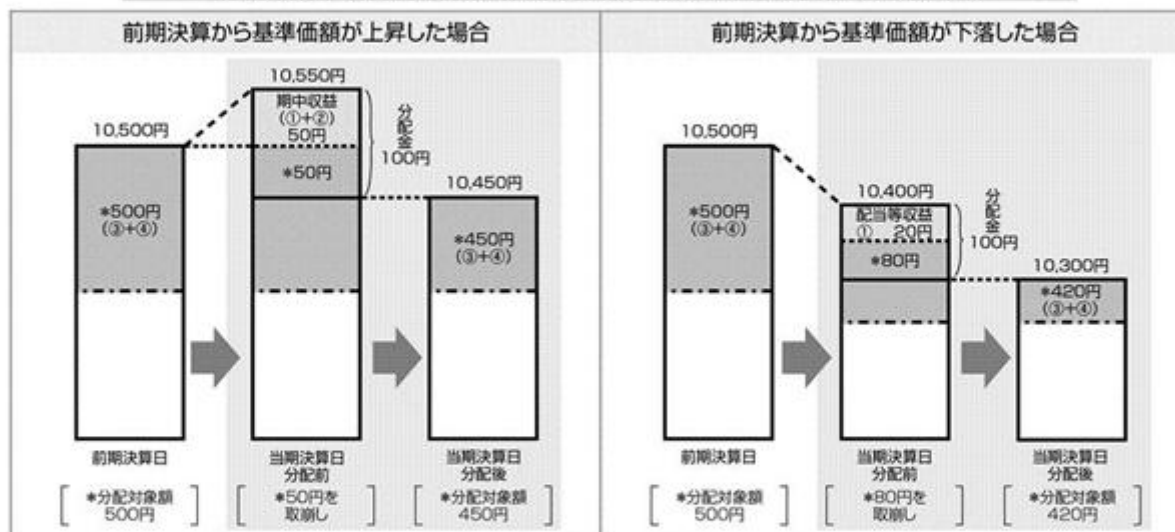 前期決算から基準価額が上昇した場合
10,550円
期中収益
(①+②)
50円
10,500円
*50円
分配金
100円
10,450円
*500円
(③+④)
*450円
(③+④)
前期決算日
当期決算日
分配前
当期決算日
分配後
*分配対象額
500円
*50円を
取崩し
*分配対象額
450円
前期決算から基準価額が下落した場合
10,500円
10,400円
配当等収益
① 20円
*80円
分配金
100円
10,300円
*500円
(③+④)
*420円
(③+④)
前期決算日
当期決算日
分配前
当期決算日
分配後
*分配対象額
500円
*80円を
取崩し
*分配対象額
420円